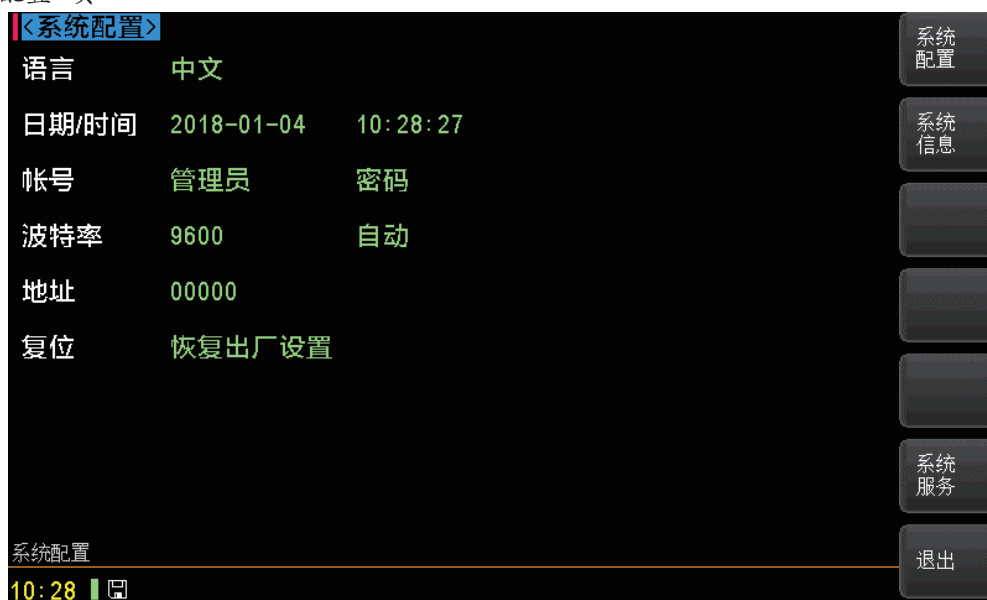 <系统配置>
语言 中文
日期/时间 2018-01-04 10:28:27
帐号 管理员 密码
波特率 9600 自动
地址 00000
复位 恢复出厂设置
系统配置
10:28
系统
配置
系统
信息
系统
服务
退出